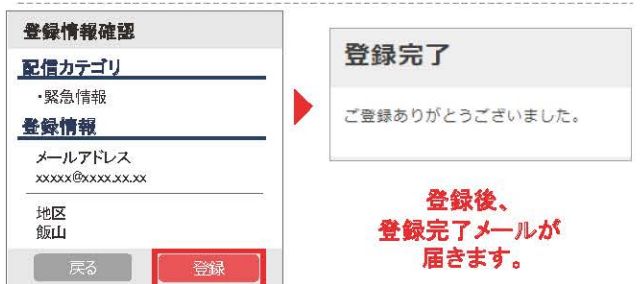 登録情報確認
配信カテゴリ
・緊急情報
登録情報
メールアドレス
xxxxx@xxxx.xx.xx
地区
飯山
戻る
登録
登録完了
ご登録ありがとうございました。
登録後、
登録完了メールが
届きます。